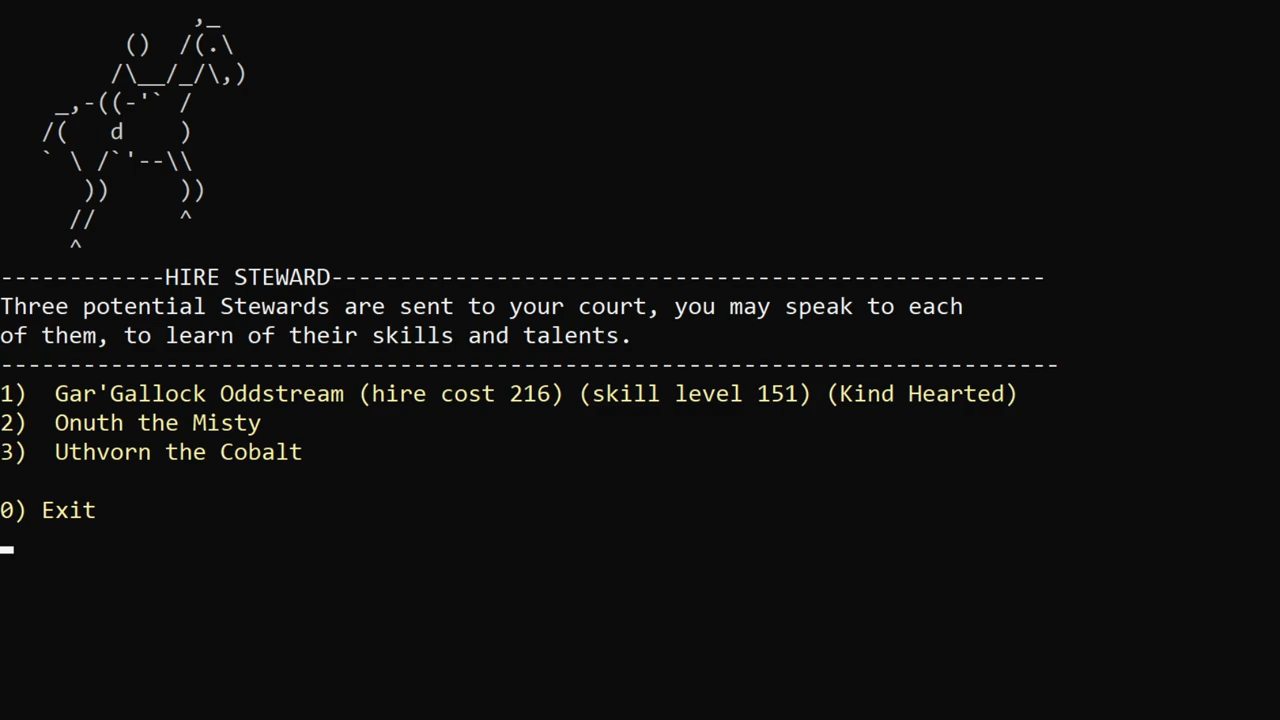 ------------HIRE STEWARD----------------------------------------------------
Three potential Stewards are sent to your court, you may speak to each
of them, to learn of their skills and talents.
-----------------------------------------------------------------------------
1)  Gar'Gallock Oddstream (hire cost 216) (skill level 151) (Kind Hearted)
2)  Onuth the Misty
3)  Uthvorn the Cobalt
0) Exit